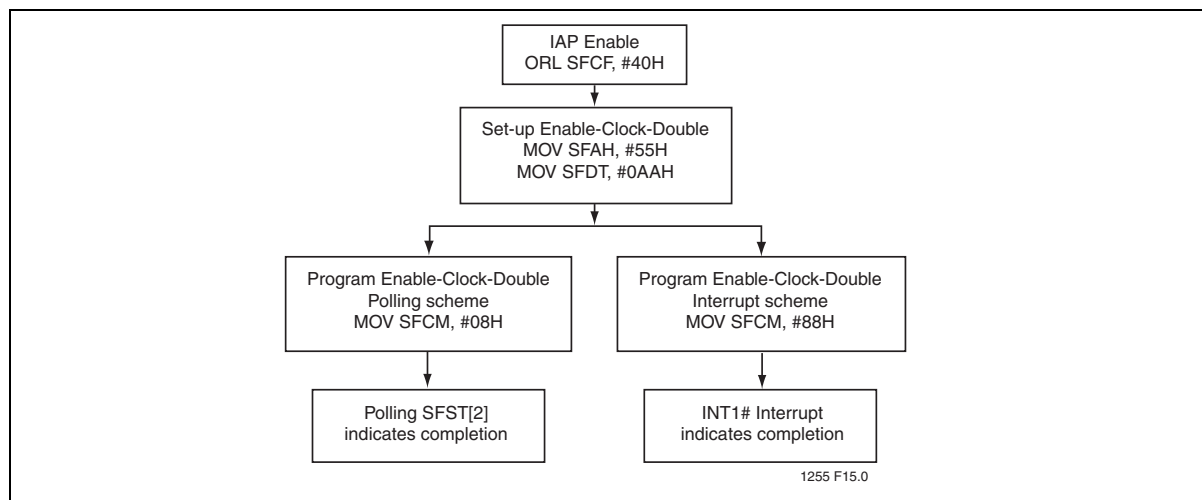 IAP Enable
ORL SFCF, #40H
Set-up Enable-Clock-Double
MOV SFAH, #55H
MOV SFDT, #0AAH
Program Enable-Clock-Double
Polling scheme
MOV SFCM, #08H
Program Enable-Clock-Double
Interrupt scheme
MOV SFCM, #88H
Polling SFST[2]
indicates completion
INT1# Interrupt
indicates completion
1255 F15.0